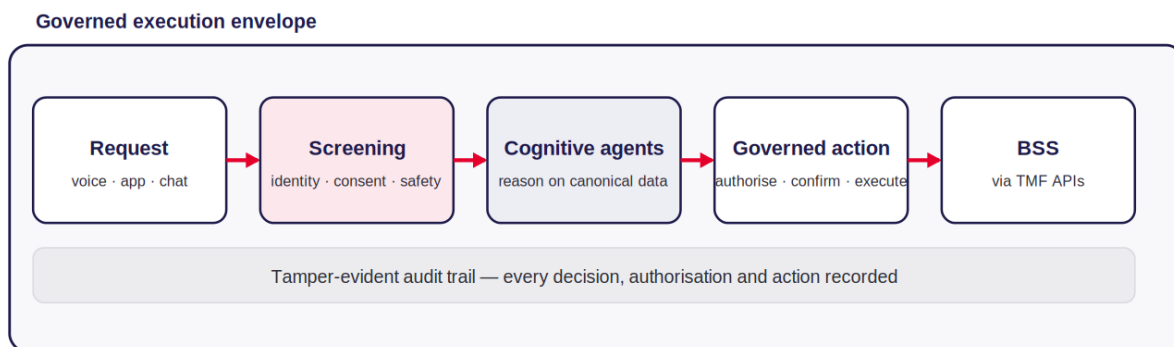 Governed execution envelope
Request
voice · app · chat
Screening
identity · consent · safety
Cognitive agents
reason on canonical data
Governed action
authorise · confirm · execute
BSS
via TMF APIs
Tamper-evident audit trail — every decision, authorisation and action recorded